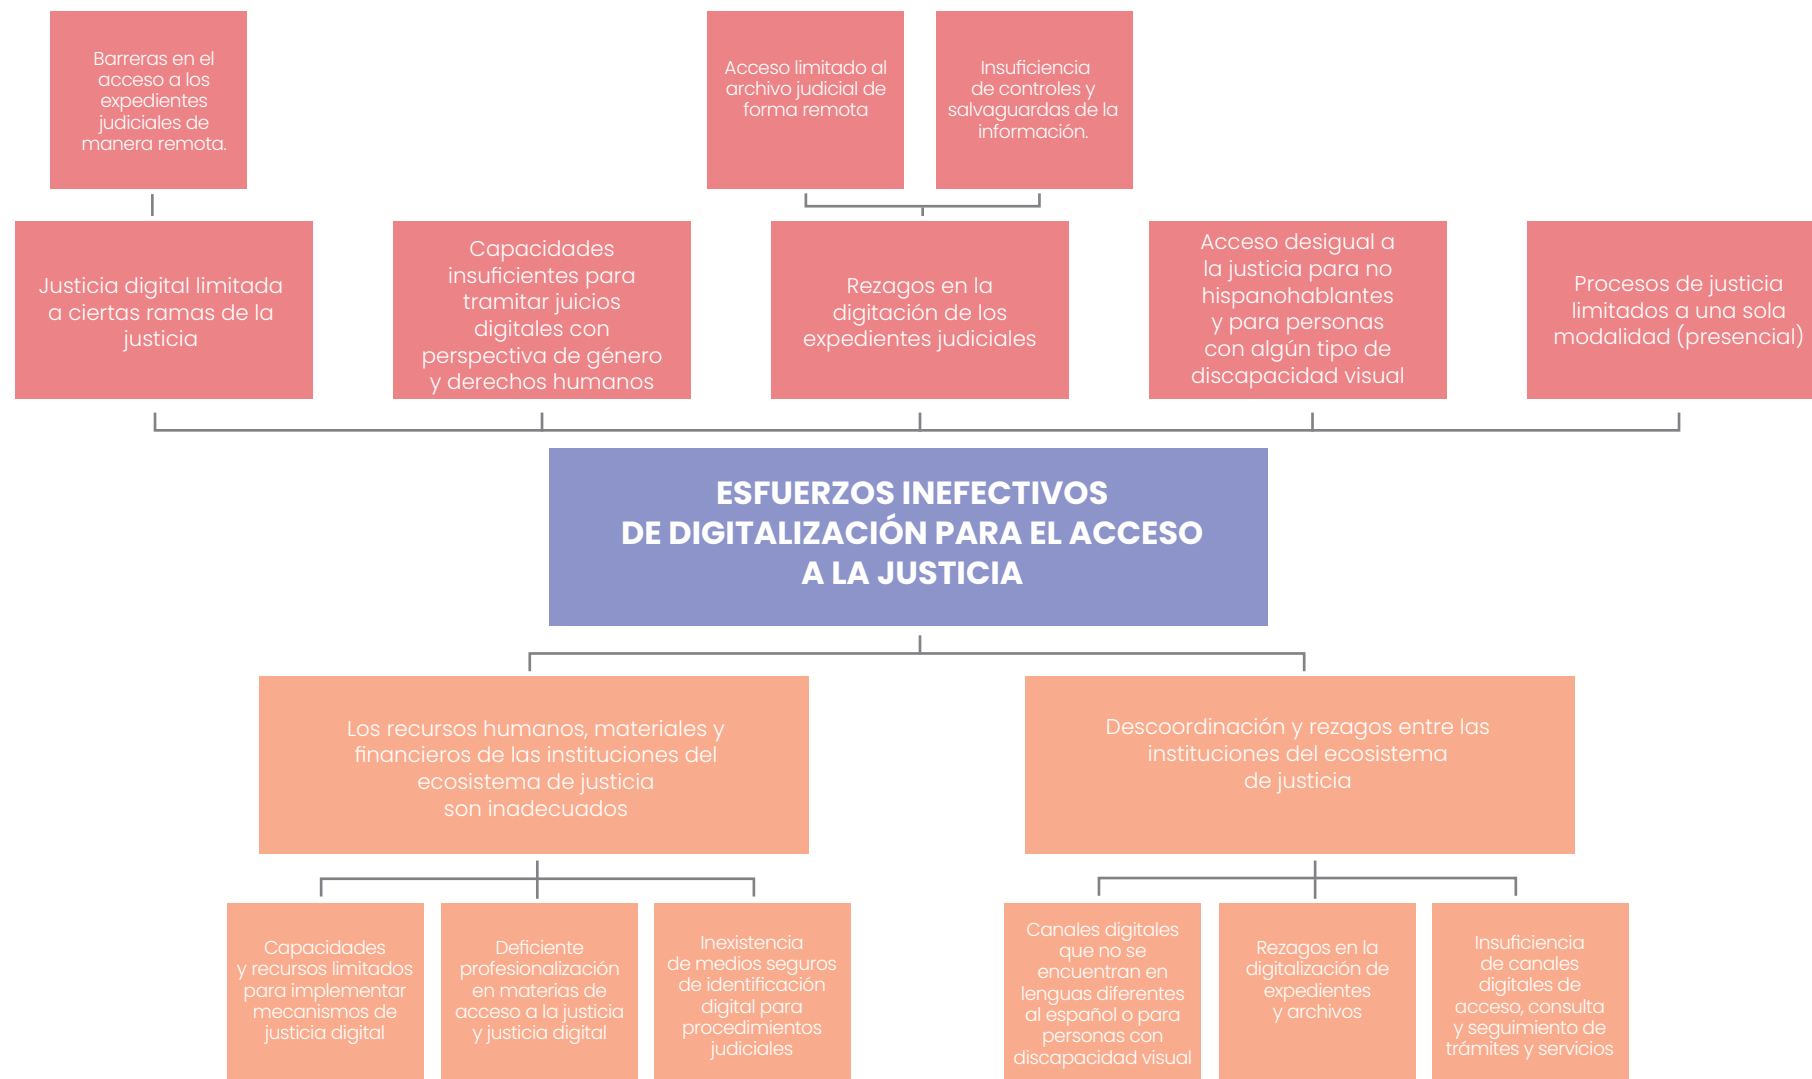 Barreras en el
acceso a los
expedientes
judiciales de
manera remota.
Acceso limitado al
archivo judicial de
forma remota
Insuficiencia
de controles y
salvaguardas de la
información.
Justicia digital limitada
a ciertas ramas de la
justicia
Capacidades
insuficientes para
tramitar juicios
digitales con
perspectiva de género
y derechos humanos
Rezagos en la
digitación de los
expedientes judiciales
Acceso desigual a
la justicia para no
hispanohablantes
y para personas
con algún tipo de
discapacidad visual
Procesos de justicia
limitados a una sola
modalidad (presencial)
ESFUERZOS INEFECTIVOS
DE DIGITALIZACIÓN PARA EL ACCESO
A LA JUSTICIA
Los recursos humanos, materiales y
financieros de las instituciones del
ecosistema de justicia
son inadecuados
Descoordinación y rezagos entre las
instituciones del ecosistema
de justicia
Capacidades
y recursos limitados
para implementar
mecanismos de
justicia digital
Deficiente
profesionalización
en materias de
acceso a la justicia
y justicia digital
Inexistencia
de medios seguros
de identificación
digital para
procedimientos
judiciales
Canales digitales
que no se
encuentran en
lenguas diferentes
al español o para
personas con
discapacidad visual
Rezagos en la
digitalización de
expedientes
y archivos
Insuficiencia
de canales
digitales de
acceso, consulta
y seguimiento de
trámites y servicios